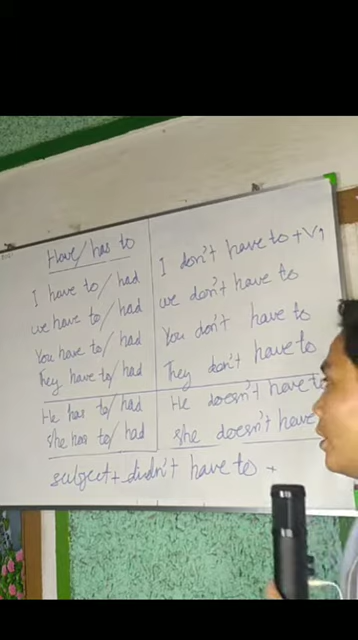 Have/has to
I have to/had
we have to/had
You have to/had
They have to/had
He has to/had
She has to/had
I don't have to + V1
we don't have to
You don't have to
They don't have to
He doesn't have to
She doesn't have
subject + didn't have to +